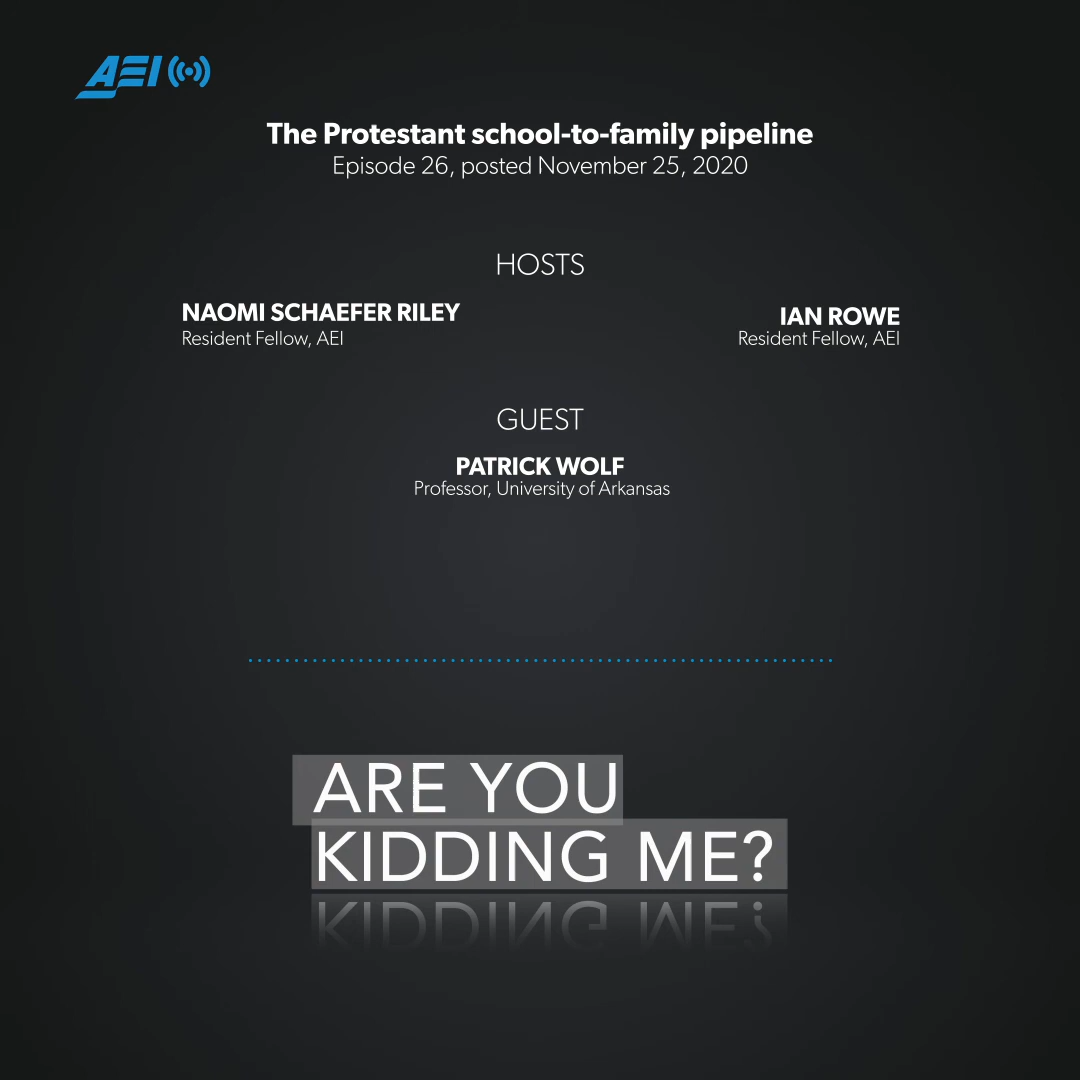 AEI
The Protestant school-to-family pipeline
Episode 26, posted November 25, 2020
HOSTS
NAOMI SCHAEFER RILEY
Resident Fellow, AEI
IAN ROWE
Resident Fellow, AEI
GUEST
PATRICK WOLF
Professor, University of Arkansas
ARE YOU
KIDDING ME?